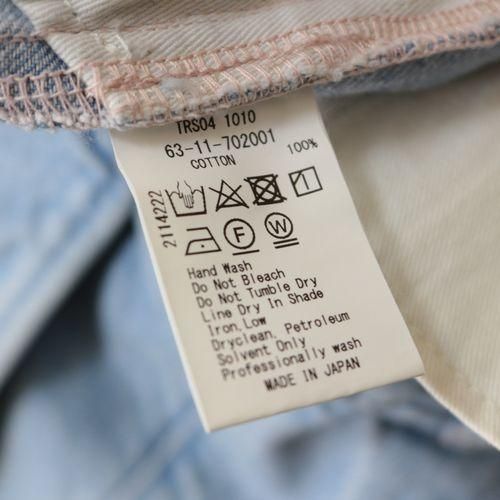 TRS04 1010
63-11-702001
COTTON 100%
2114222
F W
Hand Wash
Do Not Bleach
Do Not Tumble Dry
Line Dry In Shade
Iron, Low
Dryclean, Petroleum
Solvent Only
Professionally wash
MADE IN JAPAN